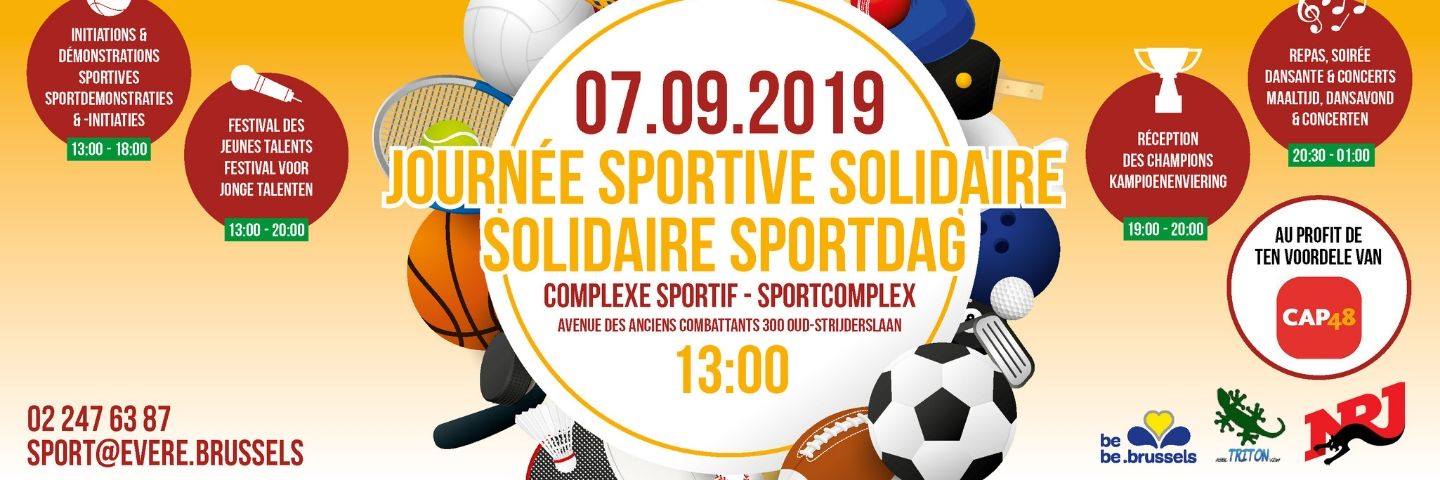 INITIATIONS &
DÉMONSTRATIONS
SPORTIVES
SPORTDEMONSTRATIES
& -INITIATIES
13:00 - 18:00
FESTIVAL DES
JEUNES TALENTS
FESTIVAL VOOR
JONGE TALENTEN
13:00 - 20:00
02 247 63 87
SPORT@EVERE.BRUSSELS
07.09.2019
JOURNÉE SPORTIVE SOLIDAIRE
SOLIDAIRE SPORTDAG
COMPLEXE SPORTIF - SPORTCOMPLEX
AVENUE DES ANCIENS COMBATTANTS 300 OUD-STRIJDERSLAAN
13:00
RÉCEPTION
DES CHAMPIONS
KAMPIOENENVIERING
19:00 - 20:00
REPAS, SOIRÉE
DANSANTE & CONCERTS
MAALTIJD, DANSAVOND
& CONCERTEN
20:30 - 01:00
AU PROFIT DE
TEN VOORDELE VAN
CAP48
be
be.brussels
TRITON
NRJ